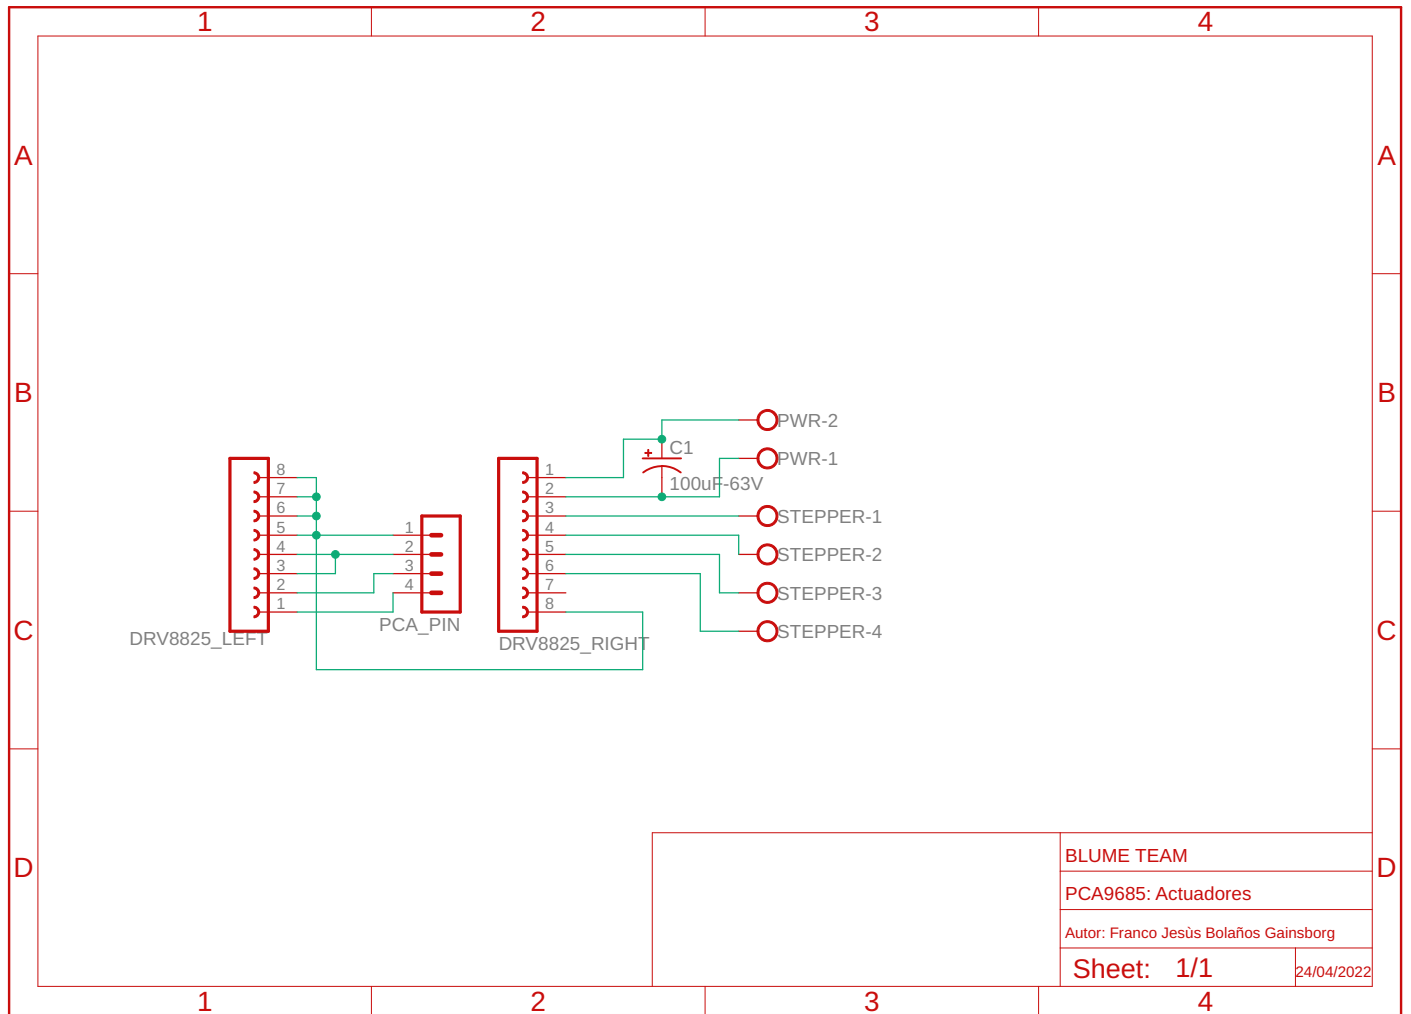 1 2 3 4
A A
B B
C C
D D
PWR-2
C1
PWR-1
100uF-63V
8
7
6
5
4
3
2
1
DRV8825_LEFT
1
2
3
4
PCA_PIN
1
2
3
4
5
6
7
8
DRV8825_RIGHT
STEPPER-1
STEPPER-2
STEPPER-3
STEPPER-4
BLUME TEAM
PCA9685: Actuadores
Autor: Franco Jesùs Bolaños Gainsborg
Sheet: 1/1 24/04/2022
1 2 3 4